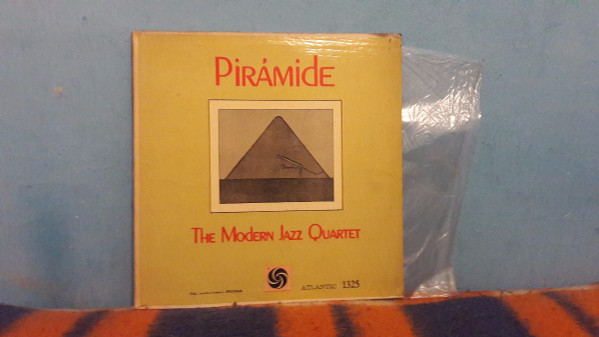 PIRÁMIDE
THE MODERN JAZZ QUARTET
ATLANTIC 1325